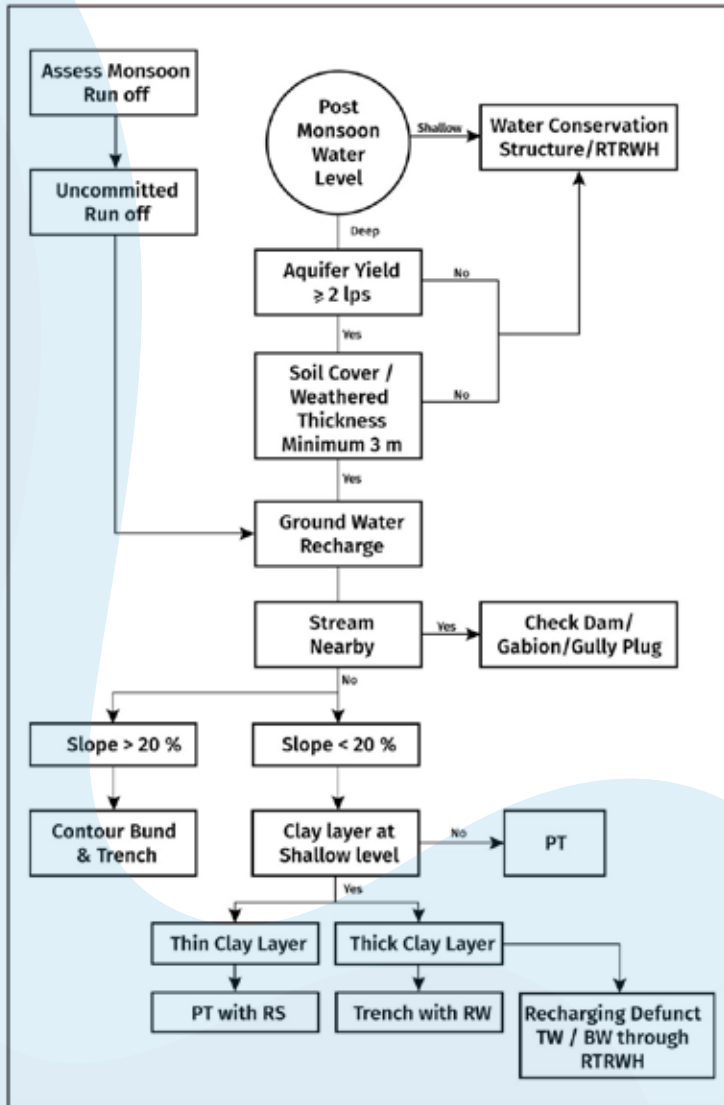 Assess Monsoon
Run off
Post
Monsoon
Water
Level
Shallow
Water Conservation
Structure/RTRWH
Uncommitted
Run off
Deep
Aquifer Yield
⩾ 2 lps
No
Yes
Soil Cover /
Weathered
Thickness
Minimum 3 m
No
Yes
Ground Water
Recharge
Stream
Nearby
Yes
Check Dam/
Gabion/Gully Plug
No
Slope > 20 %
Slope < 20 %
Contour Bund
& Trench
Clay layer at
Shallow level
No
PT
Yes
Thin Clay Layer
Thick Clay Layer
PT with RS
Trench with RW
Recharging Defunct
TW / BW through
RTRWH